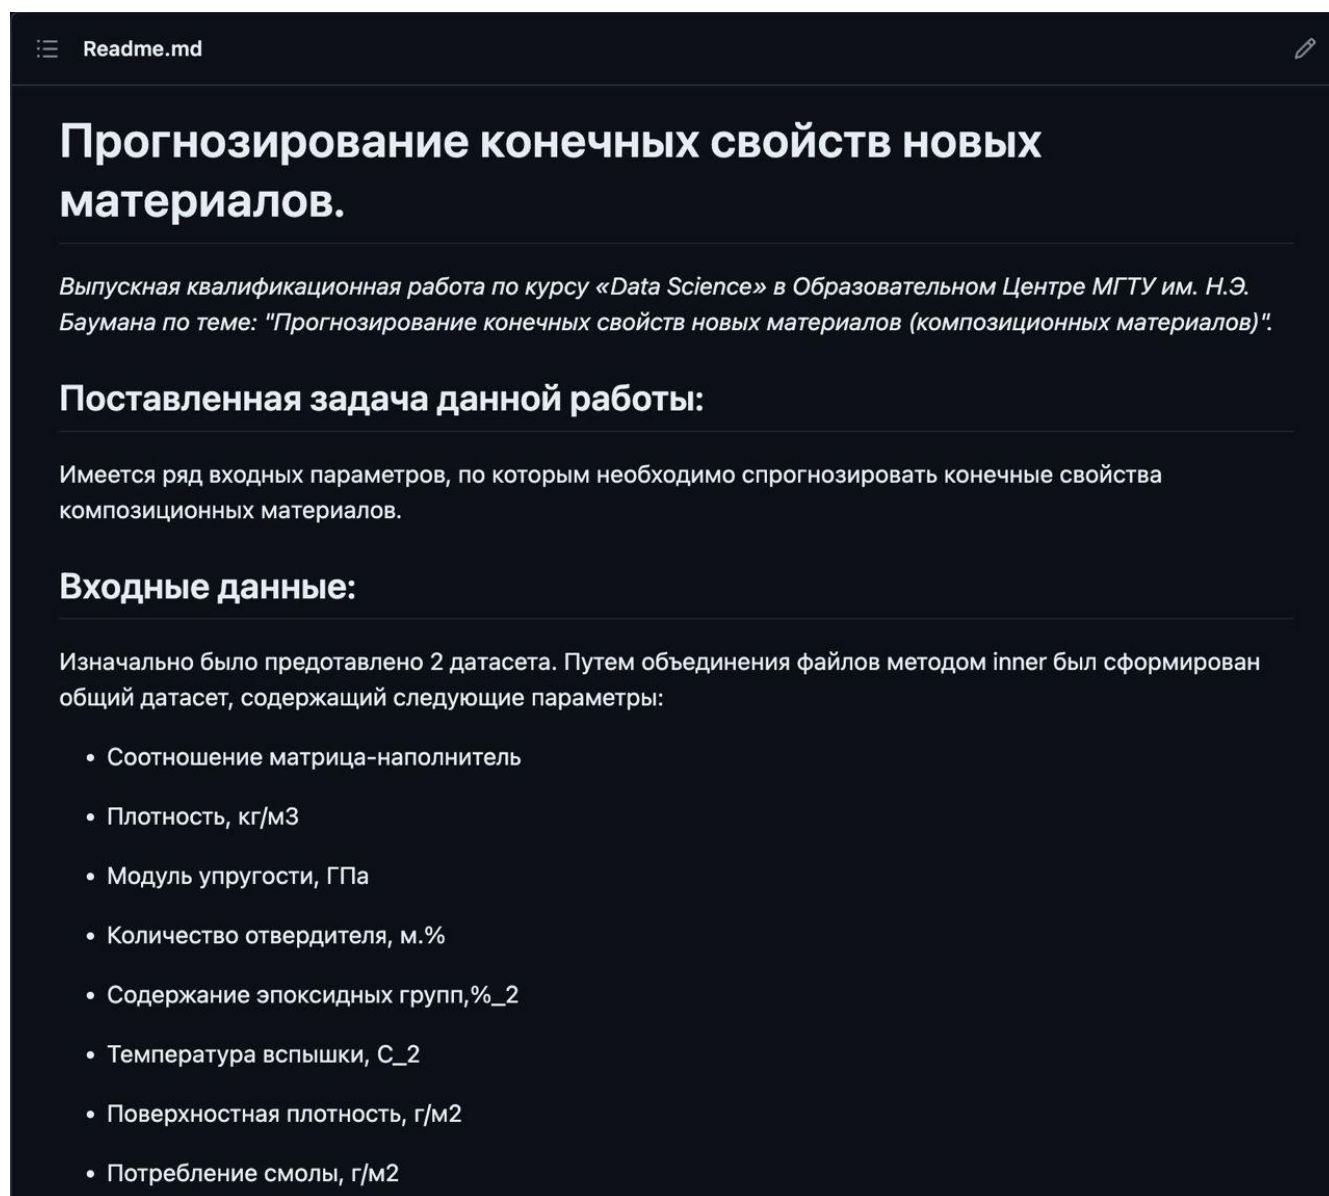 Readme.md
Прогнозирование конечных свойств новых
материалов.
Выпускная квалификационная работа по курсу «Data Science» в Образовательном Центре МГТУ им. Н.Э.
Баумана по теме: "Прогнозирование конечных свойств новых материалов (композиционных материалов)".
Поставленная задача данной работы:
Имеется ряд входных параметров, по которым необходимо спрогнозировать конечные свойства
композиционных материалов.
Входные данные:
Изначально было предотавлено 2 датасета. Путем объединения файлов методом inner был сформирован
общий датасет, содержащий следующие параметры:
• Соотношение матрица-наполнитель
• Плотность, кг/м3
• Модуль упругости, ГПа
• Количество отвердителя, м.%
• Содержание эпоксидных групп,%_2
• Температура вспышки, С_2
• Поверхностная плотность, г/м2
• Потребление смолы, г/м2